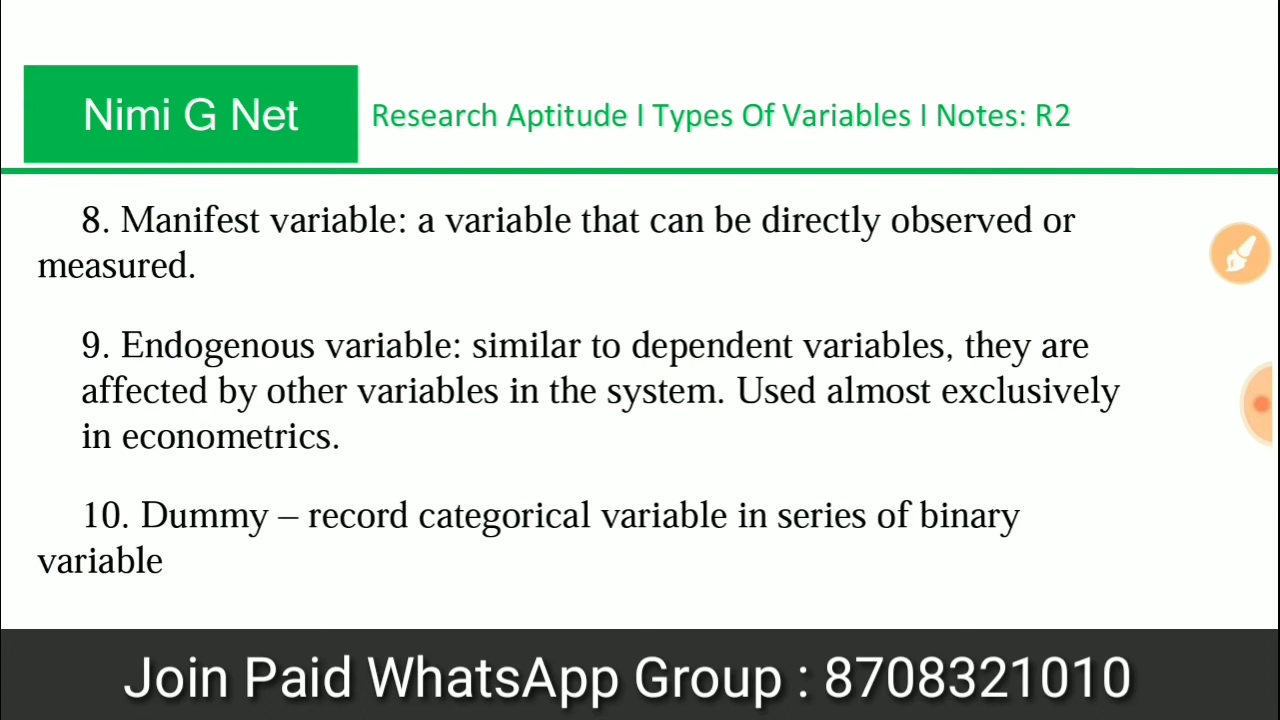 Nimi G Net
Research Aptitude I Types Of Variables I Notes: R2
8. Manifest variable: a variable that can be directly observed or
measured.
9. Endogenous variable: similar to dependent variables, they are
affected by other variables in the system. Used almost exclusively
in econometrics.
10. Dummy – record categorical variable in series of binary
variable
Join Paid WhatsApp Group : 8708321010